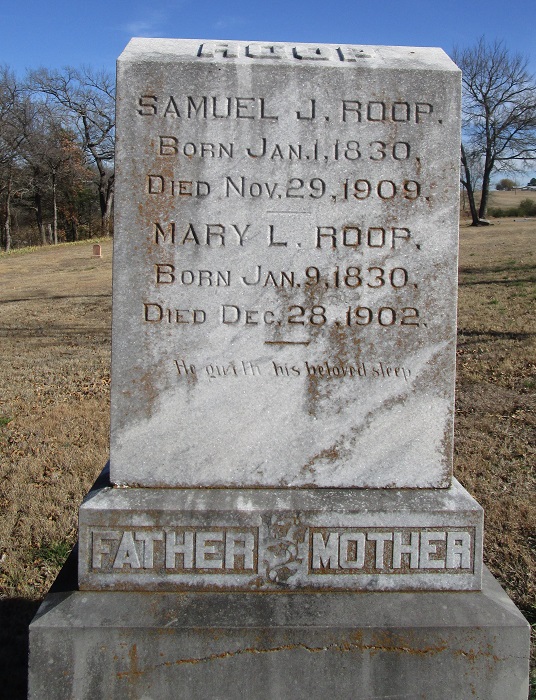 ROOP
SAMUEL J. ROOP.
BORN JAN. 1, 1830.
DIED NOV. 29, 1909.
MARY L. ROOP.
BORN JAN. 9, 1830.
DIED DEC. 28, 1902.
He giveth his beloved sleep
FATHER MOTHER